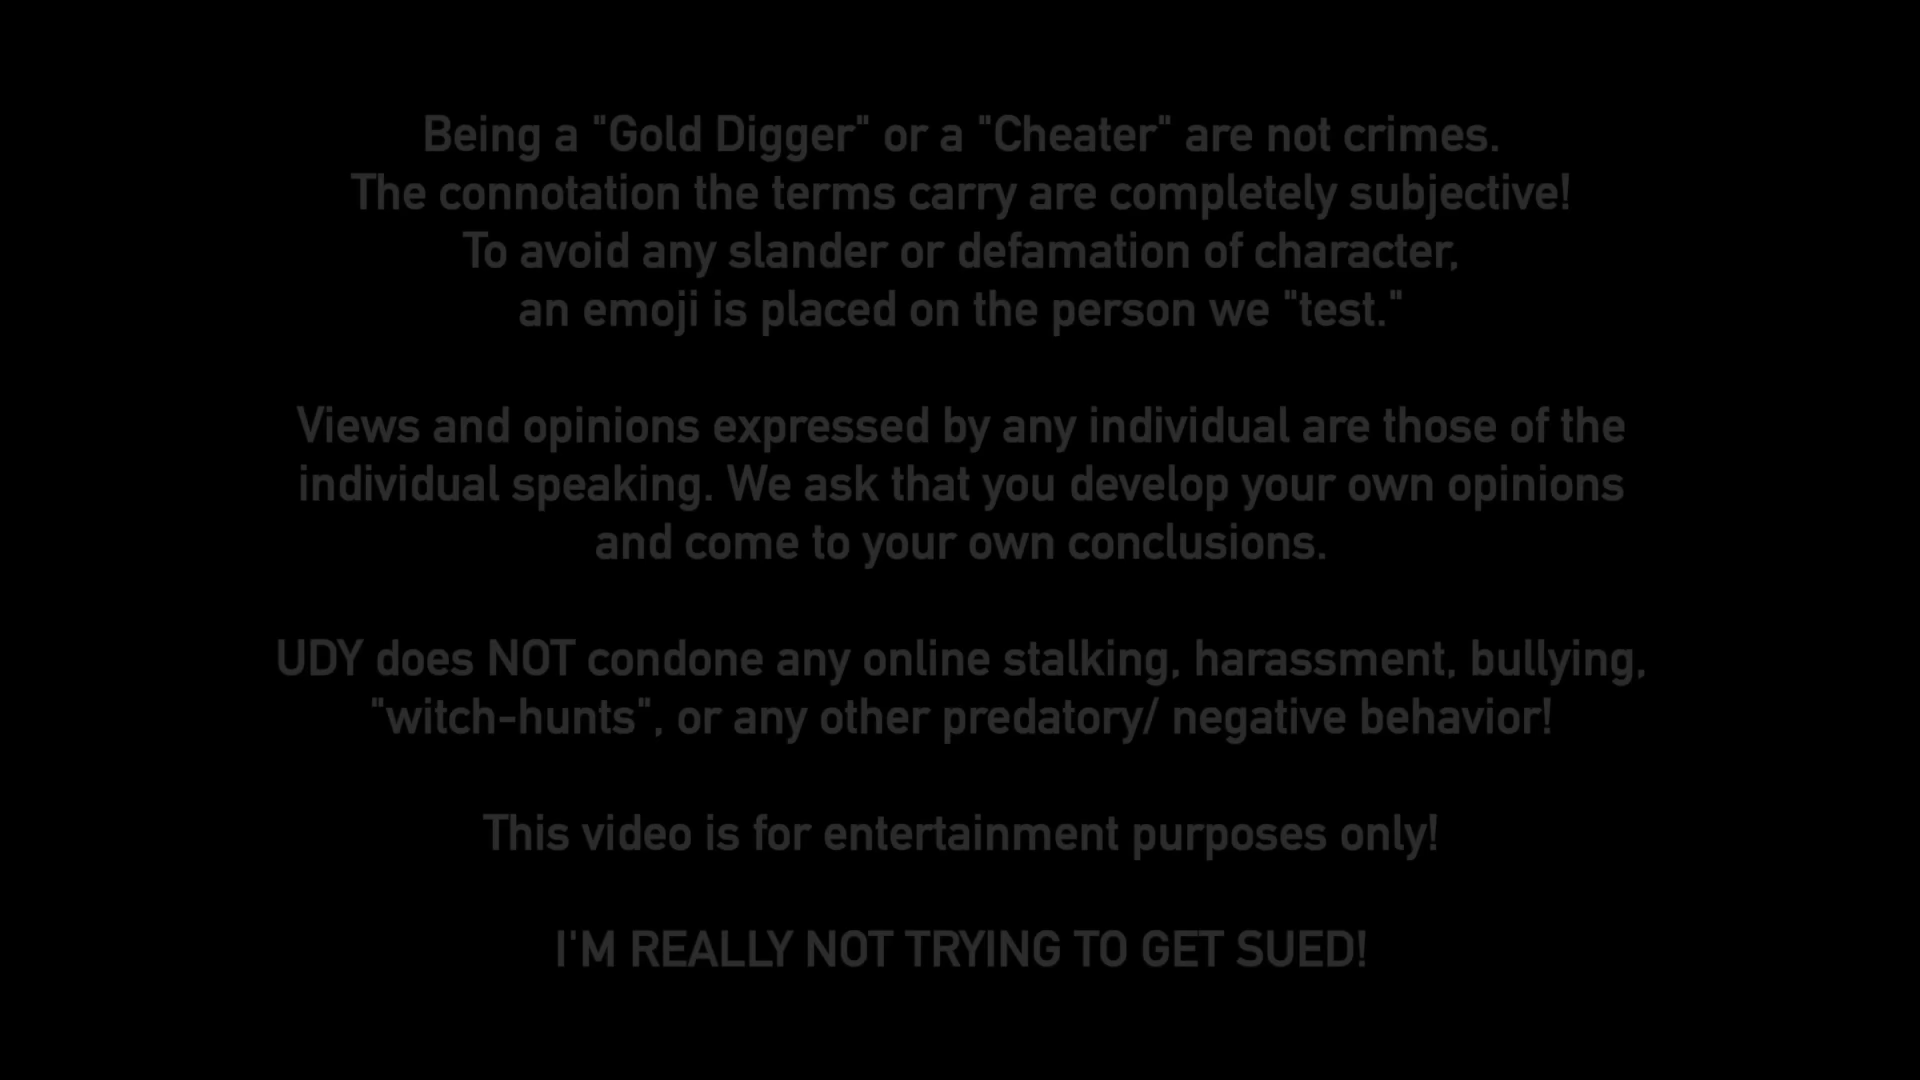 Being a "Gold Digger" or a "Cheater" are not crimes.
The connotation the terms carry are completely subjective!
To avoid any slander or defamation of character,
an emoji is placed on the person we "test."
Views and opinions expressed by any individual are those of the
individual speaking. We ask that you develop your own opinions
and come to your own conclusions.
UDY does NOT condone any online stalking, harassment, bullying,
"witch-hunts", or any other predatory/ negative behavior!
This video is for entertainment purposes only!
I'M REALLY NOT TRYING TO GET SUED!